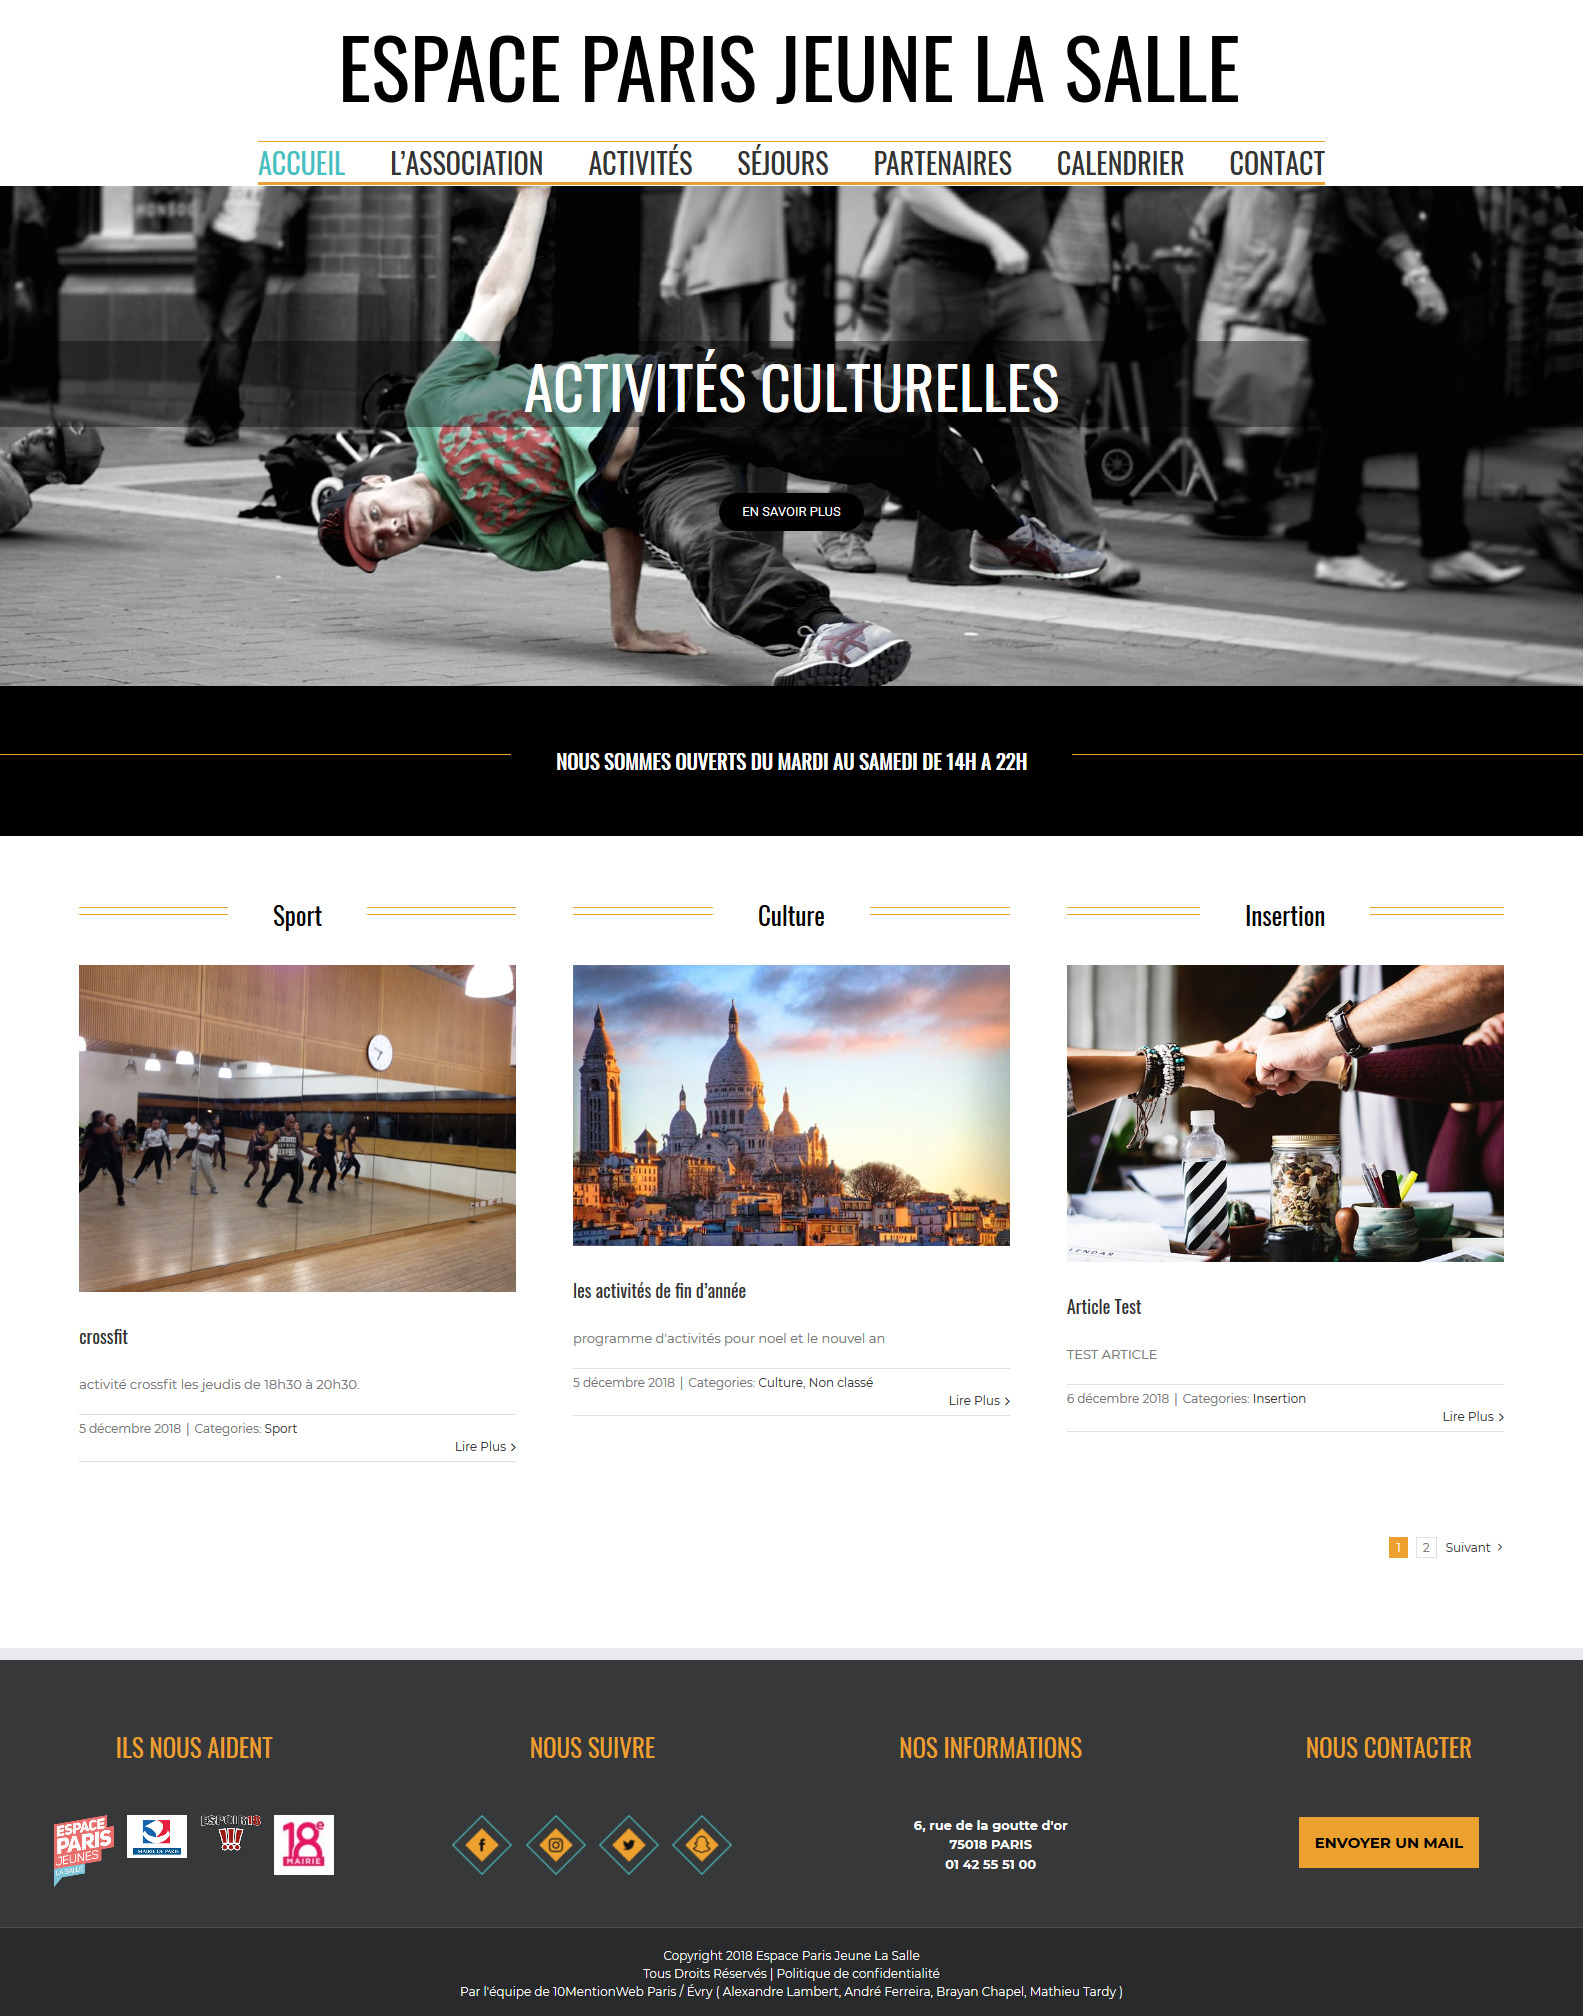 ESPACE PARIS JEUNE LA SALLE
ACCUEIL L'ASSOCIATION ACTIVITÉS SÉJOURS PARTENAIRES CALENDRIER CONTACT
ACTIVITÉS CULTURELLES
EN SAVOIR PLUS
NOUS SOMMES OUVERTS DU MARDI AU SAMEDI DE 14H A 22H
Sport
crossfit
activité crossfit les jeudis de 18h30 à 20h30.
5 décembre 2018 | Categories: Sport
Lire Plus >
Culture
les activités de fin d'année
programme d'activités pour noel et le nouvel an
5 décembre 2018 | Categories: Culture, Non classé
Lire Plus >
Insertion
LENDAR
Article Test
TEST ARTICLE
6 décembre 2018 | Categories: Insertion
Lire Plus >
1 2 Suivant >
ILS NOUS AIDENT
ESPACE
PARIS
JEUNES
LA SALLE
MAIRIE DE PARIS
ESPOIR18
18e
MAIRIE
NOUS SUIVRE
NOS INFORMATIONS
6, rue de la goutte d'or
75018 PARIS
01 42 55 51 00
NOUS CONTACTER
ENVOYER UN MAIL
Copyright 2018 Espace Paris Jeune La Salle
Tous Droits Réservés | Politique de confidentialité
Par l'équipe de 10MentionWeb Paris / Évry ( Alexandre Lambert, André Ferreira, Brayan Chapel, Mathieu Tardy )